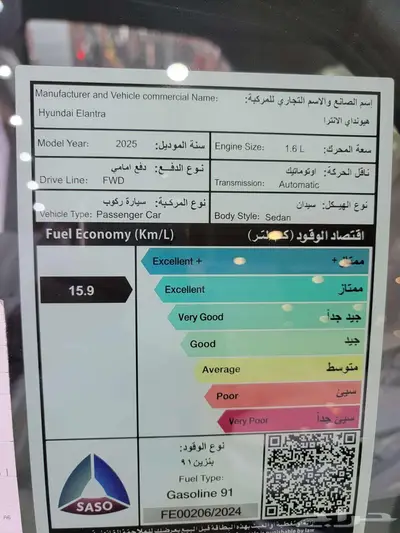 Manufacturer and Vehicle commercial Name: اسم الصانع والاسم التجاري للمركبة:
Hyundai Elantra هيونداي الانترا
Model Year: 2025 سنة الموديل:
Engine Size: 1.6 L سعة المحرك:
نوع الدفـع: دفع امامي
Drive Line: FWD
ناقل الحركة: اوتوماتيك
Transmission: Automatic
نوع المركبة: سيارة ركوب
Vehicle Type: Passenger Car
نوع الهيكل: سيدان
Body Style: Sedan
Fuel Economy (Km/L) اقتصاد الوقود
Excellent + ممتاز +
15.9
Excellent ممتاز
Very Good جيد جداً
Good جيد
Average متوسط
Poor سيئ
Very Poor سيئ جداً
نوع الوقود:
بنزين ٩١
Fuel Type:
Gasoline 91
FE00206/2024
SASO
by law